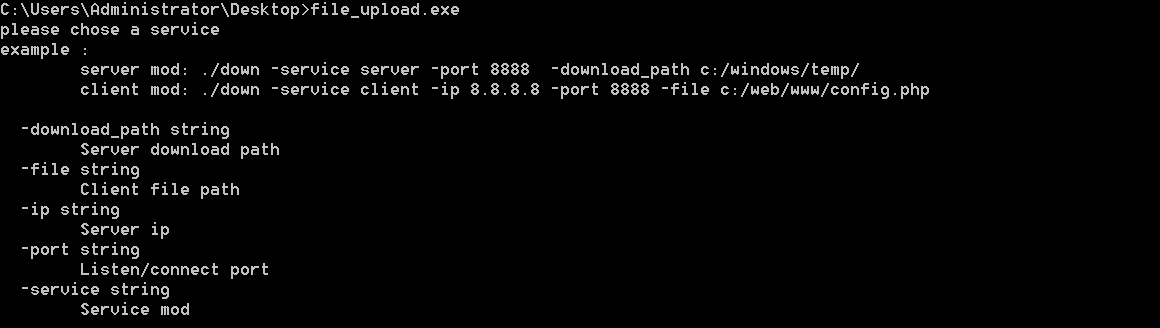 C:\Users\Administrator\Desktop>file_upload.exe
please chose a service
example :
        server mod: ./down -service server -port 8888  -download_path c:/windows/temp/
        client mod: ./down -service client -ip 8.8.8.8 -port 8888 -file c:/web/www/config.php

  -download_path string
        Server download path
  -file string
        Client file path
  -ip string
        Server ip
  -port string
        Listen/connect port
  -service string
        Service mod